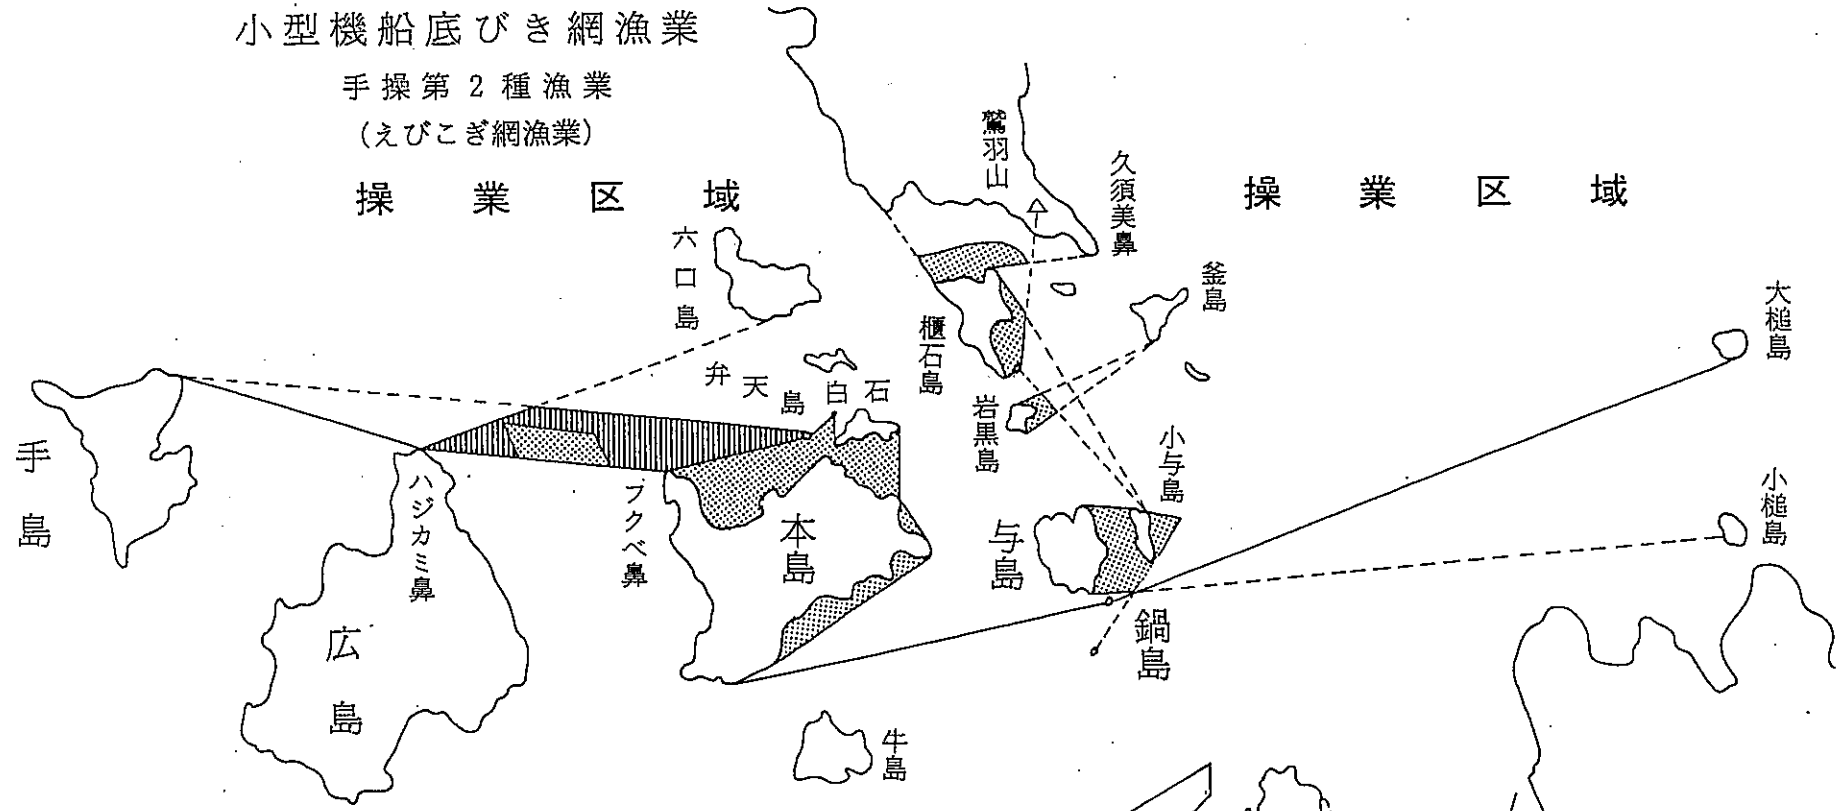 小型機船底びき網漁業
手操第2種漁業
(えびこぎ網漁業)
操業区域
操業区域
鷲羽山
久須美鼻
六口島
釜島
大槌島
櫃石島
弁天島
白石
岩黒島
小与島
小槌島
手島
ハジカミ鼻
フクベ鼻
本島
与島
鍋島
広島
牛島